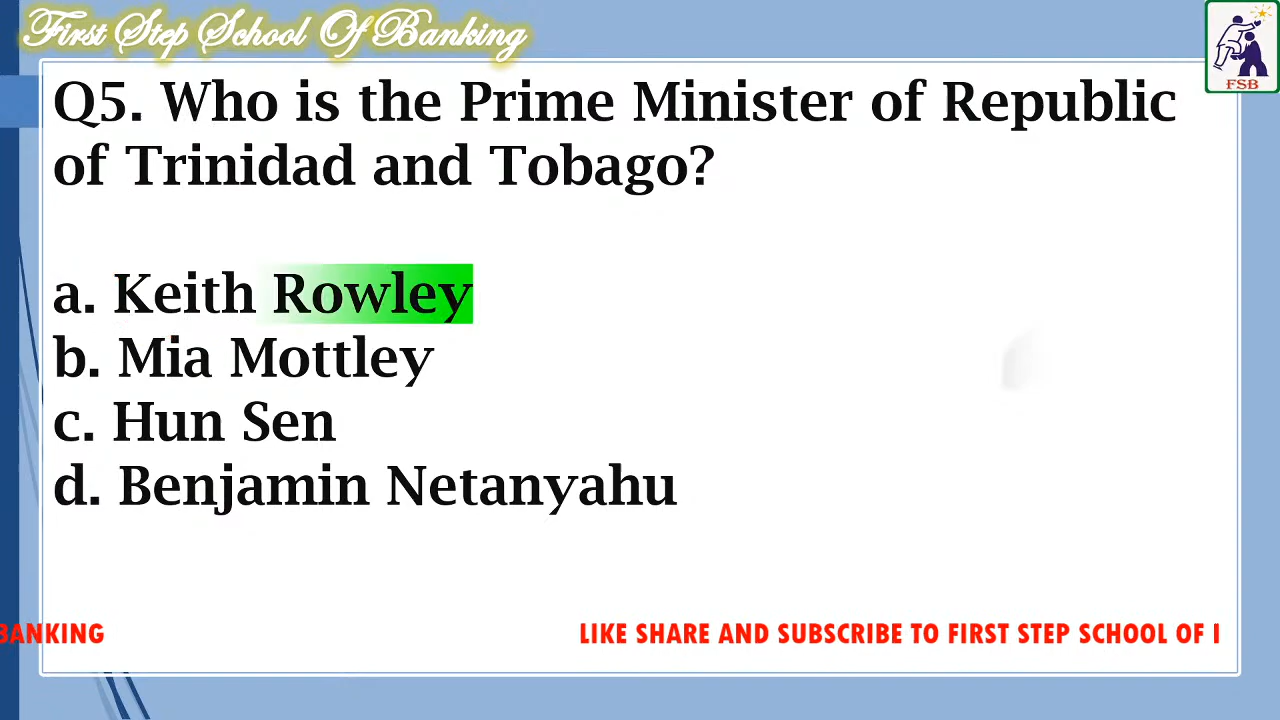 First Step School Of Banking
FSB
Q5. Who is the Prime Minister of Republic
of Trinidad and Tobago?
a. Keith Rowley
b. Mia Mottley
c. Hun Sen
d. Benjamin Netanyahu
BANKING LIKE SHARE AND SUBSCRIBE TO FIRST STEP SCHOOL OF